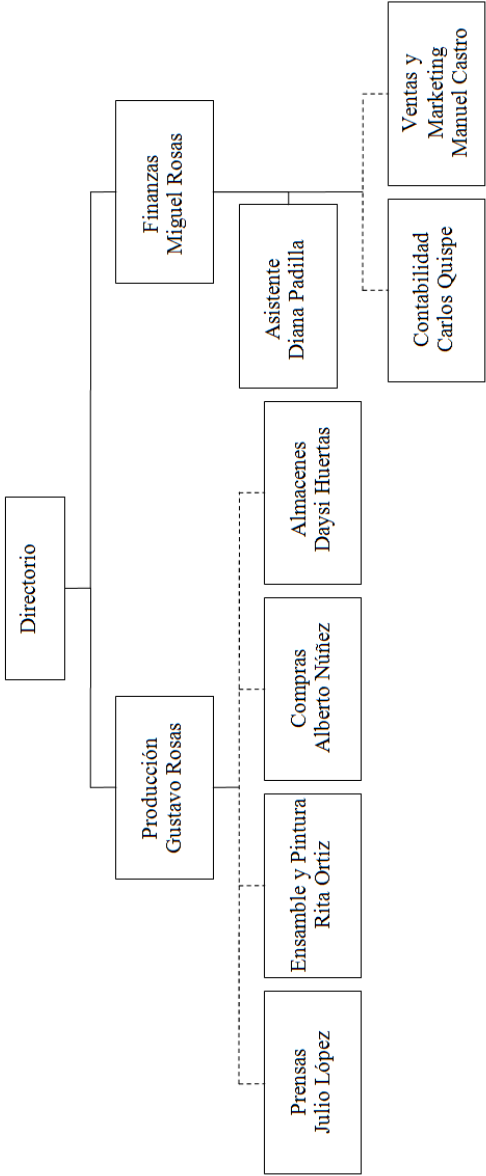 Directorio
Producción
Gustavo Rosas
Finanzas
Miguel Rosas
Asistente
Diana Padilla
Prensas
Julio López
Ensamble y Pintura
Rita Ortiz
Compras
Alberto Núñez
Almacenes
Daysi Huertas
Contabilidad
Carlos Quispe
Ventas y
Marketing
Manuel Castro